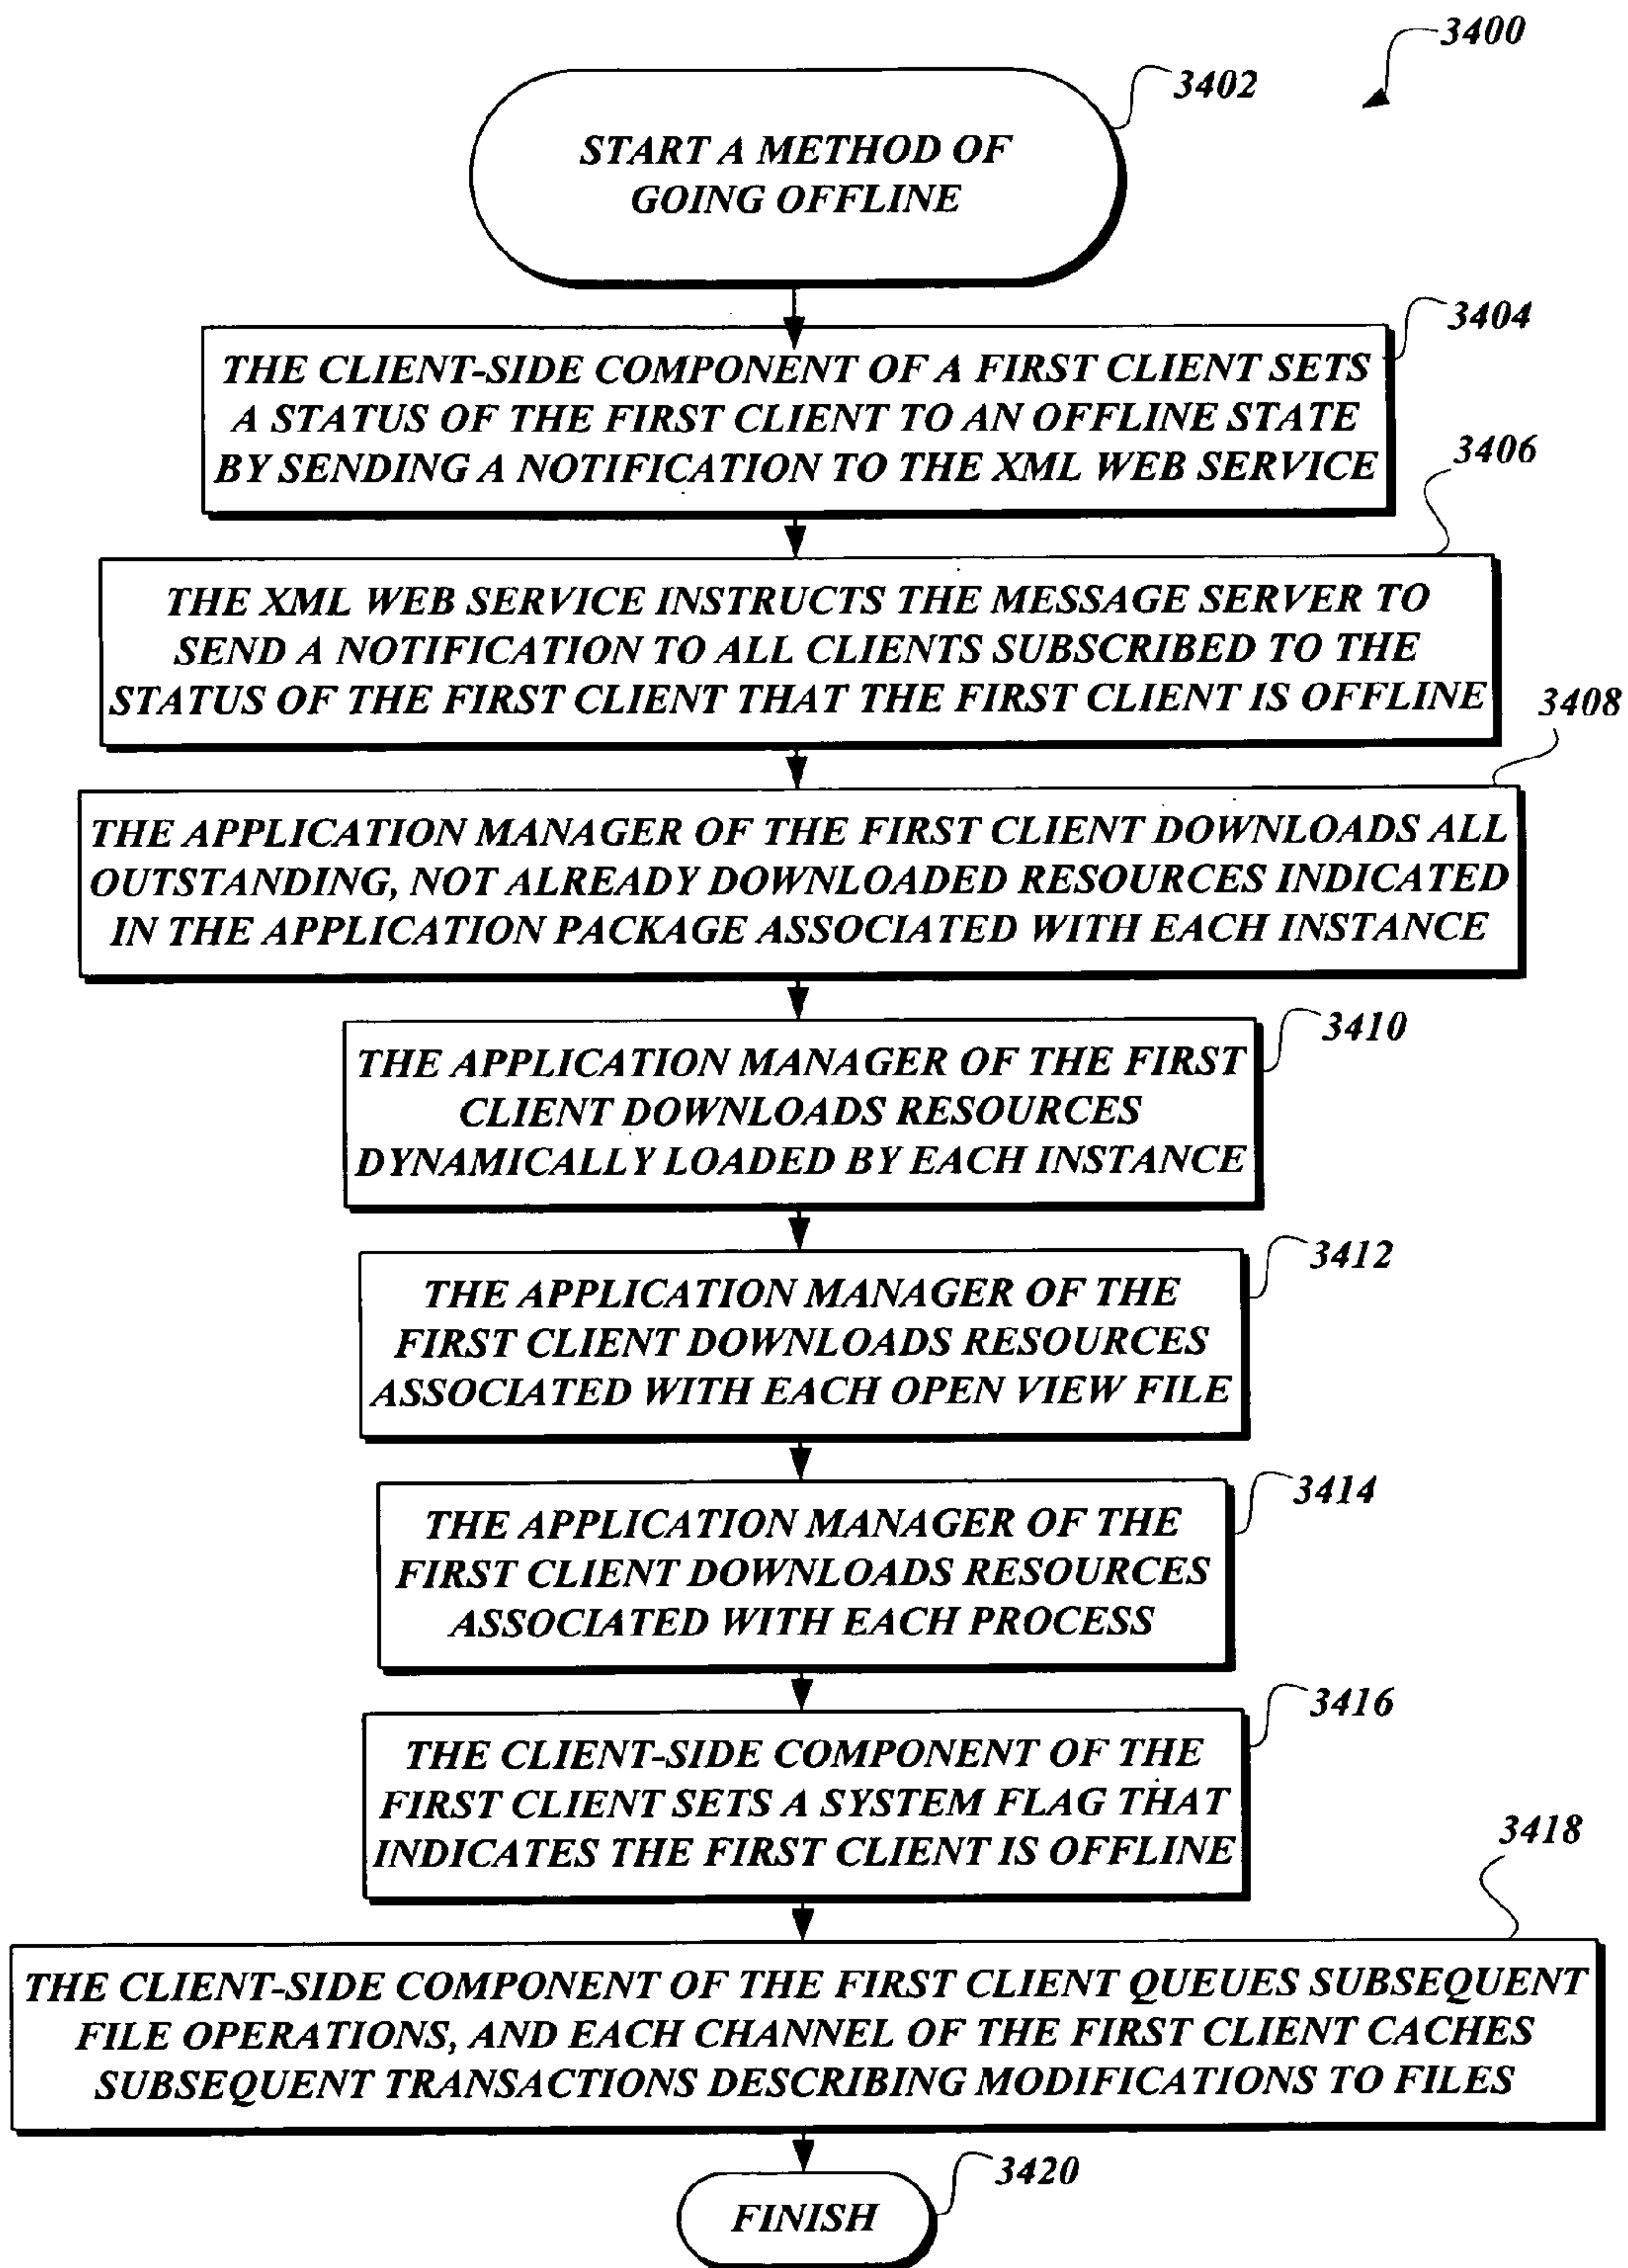 3400
3402
START A METHOD OF
GOING OFFLINE
3404
THE CLIENT-SIDE COMPONENT OF A FIRST CLIENT SETS
A STATUS OF THE FIRST CLIENT TO AN OFFLINE STATE
BY SENDING A NOTIFICATION TO THE XML WEB SERVICE
3406
THE XML WEB SERVICE INSTRUCTS THE MESSAGE SERVER TO
SEND A NOTIFICATION TO ALL CLIENTS SUBSCRIBED TO THE
STATUS OF THE FIRST CLIENT THAT THE FIRST CLIENT IS OFFLINE
3408
THE APPLICATION MANAGER OF THE FIRST CLIENT DOWNLOADS ALL
OUTSTANDING, NOT ALREADY DOWNLOADED RESOURCES INDICATED
IN THE APPLICATION PACKAGE ASSOCIATED WITH EACH INSTANCE
3410
THE APPLICATION MANAGER OF THE FIRST
CLIENT DOWNLOADS RESOURCES
DYNAMICALLY LOADED BY EACH INSTANCE
3412
THE APPLICATION MANAGER OF THE
FIRST CLIENT DOWNLOADS RESOURCES
ASSOCIATED WITH EACH OPEN VIEW FILE
3414
THE APPLICATION MANAGER OF THE
FIRST CLIENT DOWNLOADS RESOURCES
ASSOCIATED WITH EACH PROCESS
3416
THE CLIENT-SIDE COMPONENT OF THE
FIRST CLIENT SETS A SYSTEM FLAG THAT
INDICATES THE FIRST CLIENT IS OFFLINE
3418
THE CLIENT-SIDE COMPONENT OF THE FIRST CLIENT QUEUES SUBSEQUENT
FILE OPERATIONS, AND EACH CHANNEL OF THE FIRST CLIENT CACHES
SUBSEQUENT TRANSACTIONS DESCRIBING MODIFICATIONS TO FILES
3420
FINISH